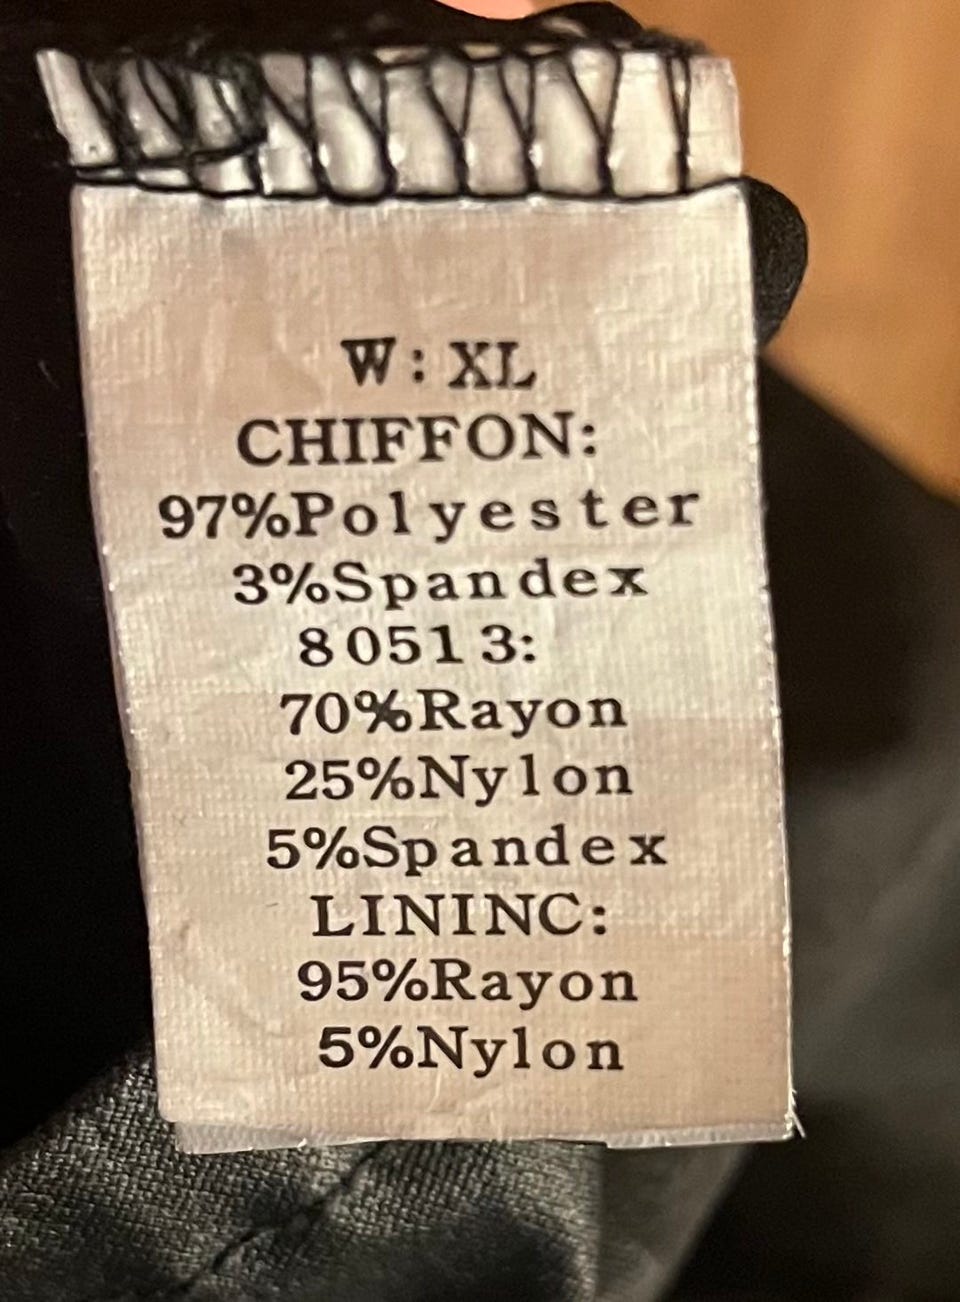 W: XL
CHIFFON:
97%Polyester
3%Spandex
80513:
70%Rayon
25%Nylon
5%Spandex
LININC:
95%Rayon
5%Nylon